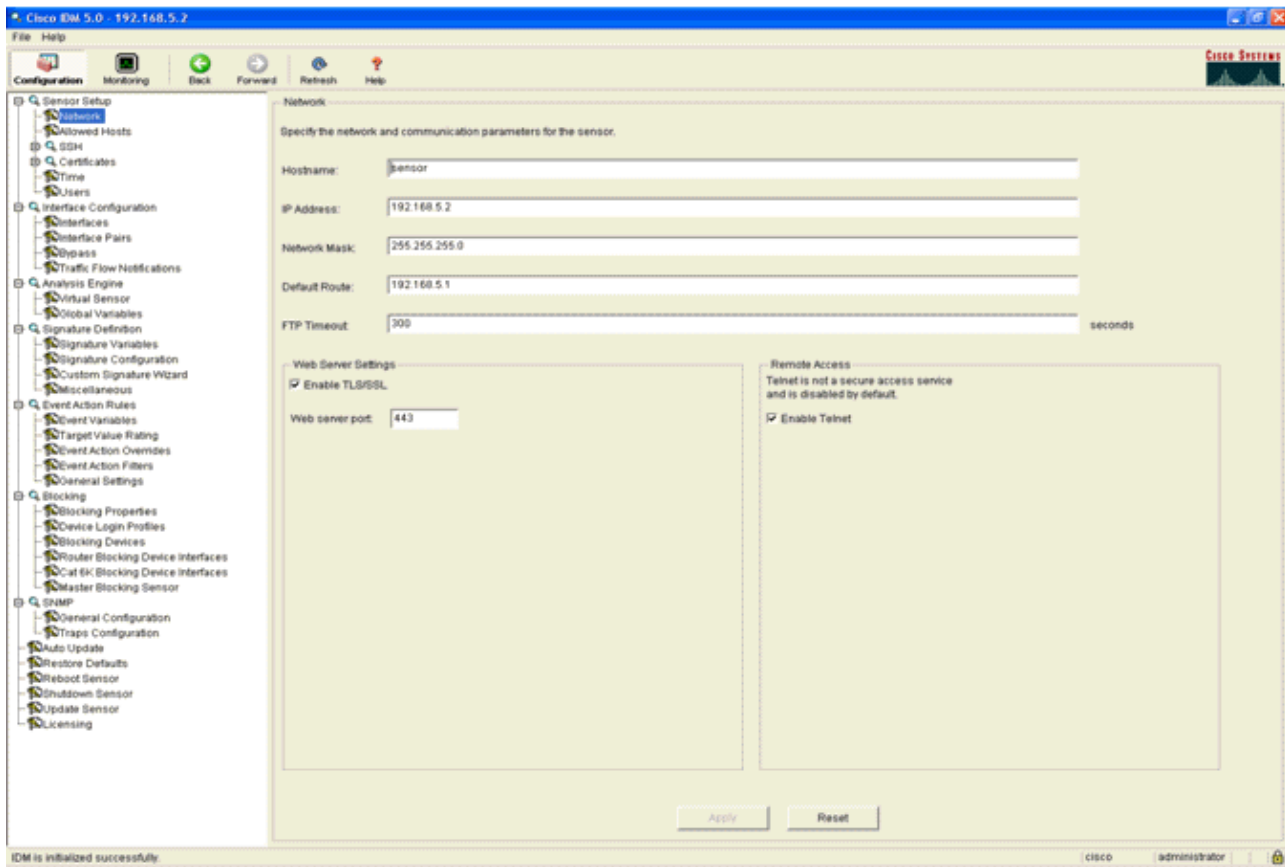 Cisco IDM 5.0 - 192.168.5.2
File Help
Configuration Monitoring Back Forward Refresh Help
CISCO SYSTEMS
Sensor Setup
Network
Allowed Hosts
SSH
Certificates
Time
Users
Interface Configuration
Interfaces
Interface Pairs
Bypass
Traffic Flow Notifications
Analysis Engine
Virtual Sensor
Global Variables
Signature Definition
Signature Variables
Signature Configuration
Custom Signature Wizard
Miscellaneous
Event Action Rules
Event Variables
Target Value Rating
Event Action Overrides
Event Action Filters
General Settings
Blocking
Blocking Properties
Device Login Profiles
Blocking Devices
Router Blocking Device Interfaces
Cat 6K Blocking Device Interfaces
Master Blocking Sensor
SNMP
General Configuration
Traps Configuration
Auto Update
Restore Defaults
Reboot Sensor
Shutdown Sensor
Update Sensor
Licensing
Network
Specify the network and communication parameters for the sensor.
Hostname: sensor
IP Address: 192.168.5.2
Network Mask: 255.255.255.0
Default Route: 192.168.5.1
FTP Timeout: 300 seconds
Web Server Settings
Enable TLS/SSL
Web server port: 443
Remote Access
Telnet is not a secure access service
and is disabled by default.
Enable Telnet
Apply Reset
IDM is initialized successfully. cisco administrator